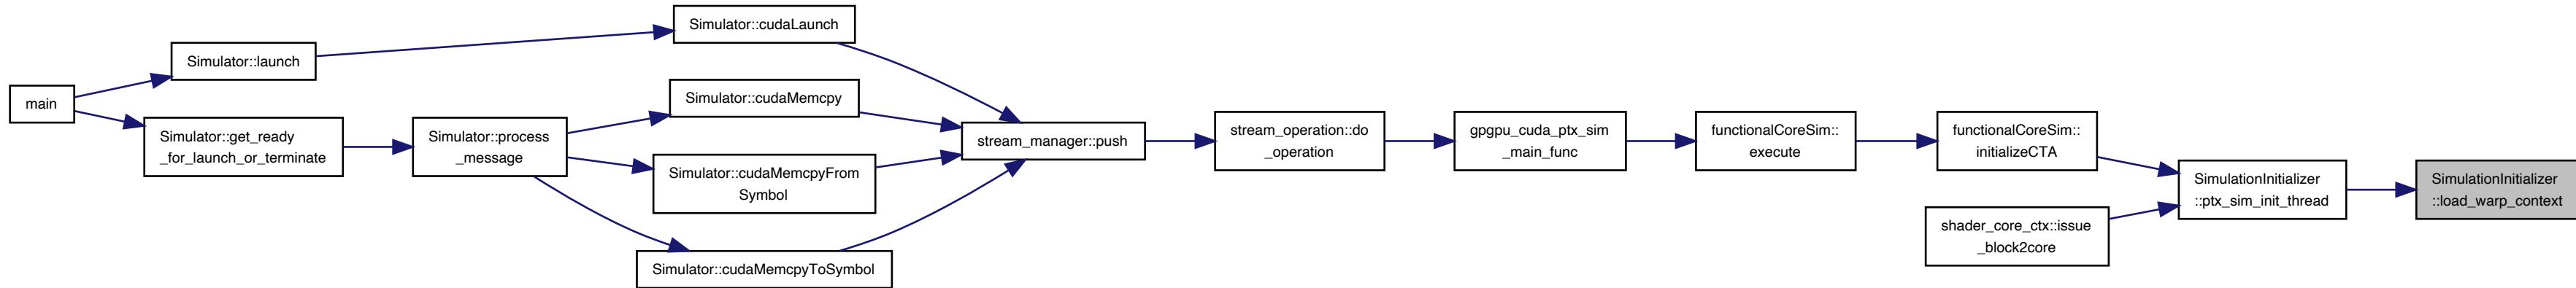 main
Simulator::launch
Simulator::get_ready
_for_launch_or_terminate
Simulator::process
_message
Simulator::cudaLaunch
Simulator::cudaMemcpy
Simulator::cudaMemcpyFrom
Symbol
Simulator::cudaMemcpyToSymbol
stream_manager::push
stream_operation::do
_operation
gpgpu_cuda_ptx_sim
_main_func
functionalCoreSim::
execute
functionalCoreSim::
initializeCTA
shader_core_ctx::issue
_block2core
SimulationInitializer
::ptx_sim_init_thread
SimulationInitializer
::load_warp_context